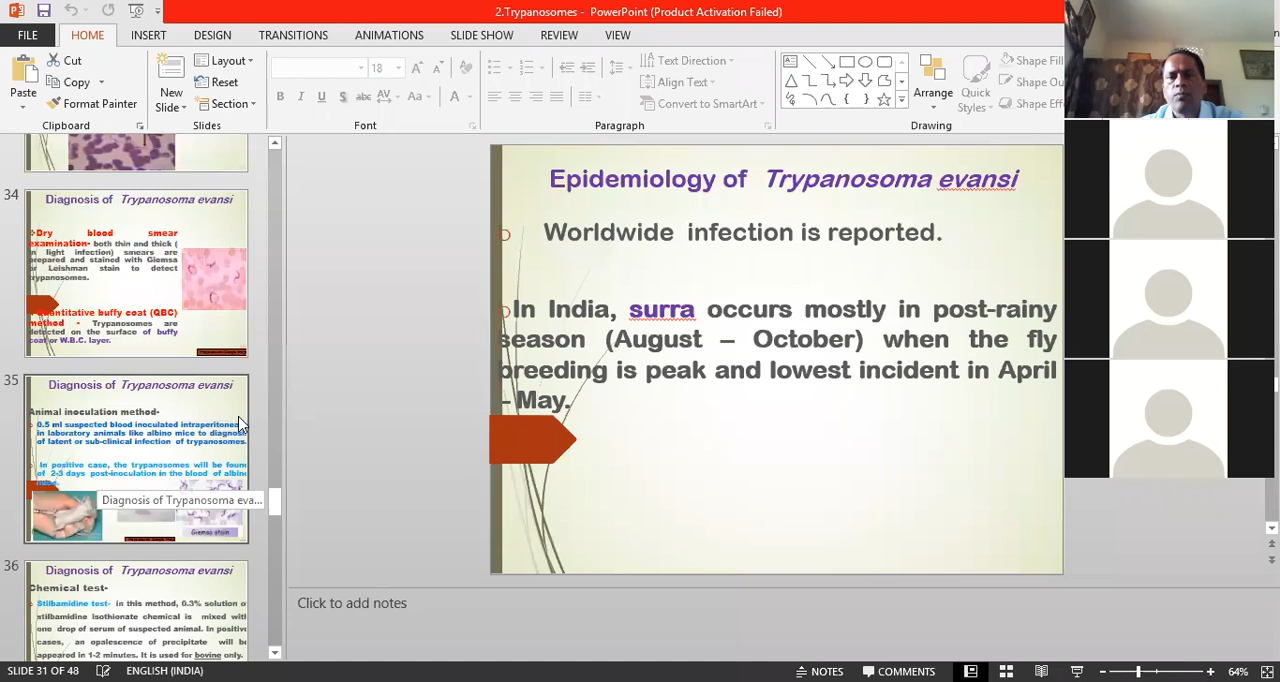 2.Trypanosomes - PowerPoint (Product Activation Failed)
FILE HOME INSERT DESIGN TRANSITIONS ANIMATIONS SLIDE SHOW REVIEW VIEW
Cut
Copy
Format Painter
Paste
Clipboard
New
Slide
Layout
Reset
Section
Slides
18
Font
Text Direction
Align Text
Convert to SmartArt
Paragraph
Arrange
Quick
Styles
Shape Fill
Shape Ou
Shape Effe
Drawing
34
Diagnosis of Trypanosoma evansi
Dry blood smear
examination- both thin and thick (
in light infection) smears are
prepared and stained with Giemsa
or Leishman stain to detect
trypanosomes.
Quantitative buffy coat (QBC)
method - Trypanosomes are
detected on the surface of buffy
coat or W.B.C. layer.
35
Diagnosis of Trypanosoma evansi
Animal inoculation method-
0.5 ml suspected blood inoculated intraperitonea
in laboratory animals like albino mice to diagnos
of latent or sub-clinical infection of trypanosomes.
In positive case, the trypanosomes will be foun
of 2-3 days post-inoculation in the blood of albin
Diagnosis of Trypanosoma eva...
Giemsa stain
36
Diagnosis of Trypanosoma evansi
Chemical test-
Stilbamidine test- in this method, 0.3% solution o
stilbamidine isothionate chemical is mixed with
one drop of serum of suspected animal. In positiv
cases, an opalescence of precipitate will b
appeared in 1-2 minutes. It is used for bovine only.
Epidemiology of Trypanosoma evansi
Worldwide infection is reported.
In India, surra occurs mostly in post-rainy
season (August – October) when the fly
breeding is peak and lowest incident in April
– May.
Click to add notes
SLIDE 31 OF 48 ENGLISH (INDIA) NOTES COMMENTS 64%